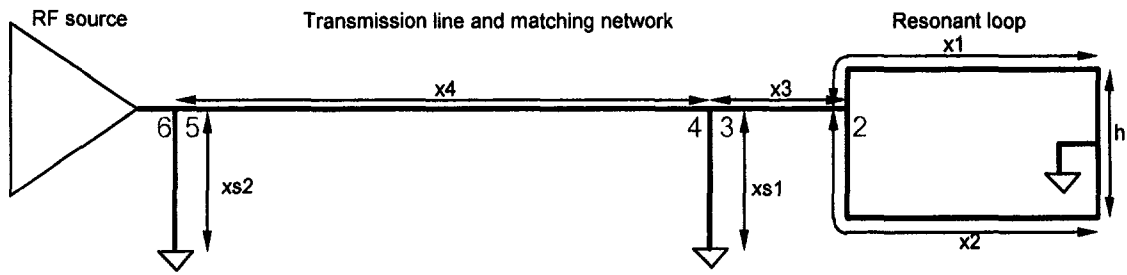 RF source
Transmission line and matching network
Resonant loop
x1
x4
x3
6 5
4 3
2
h
xs2
xs1
x2